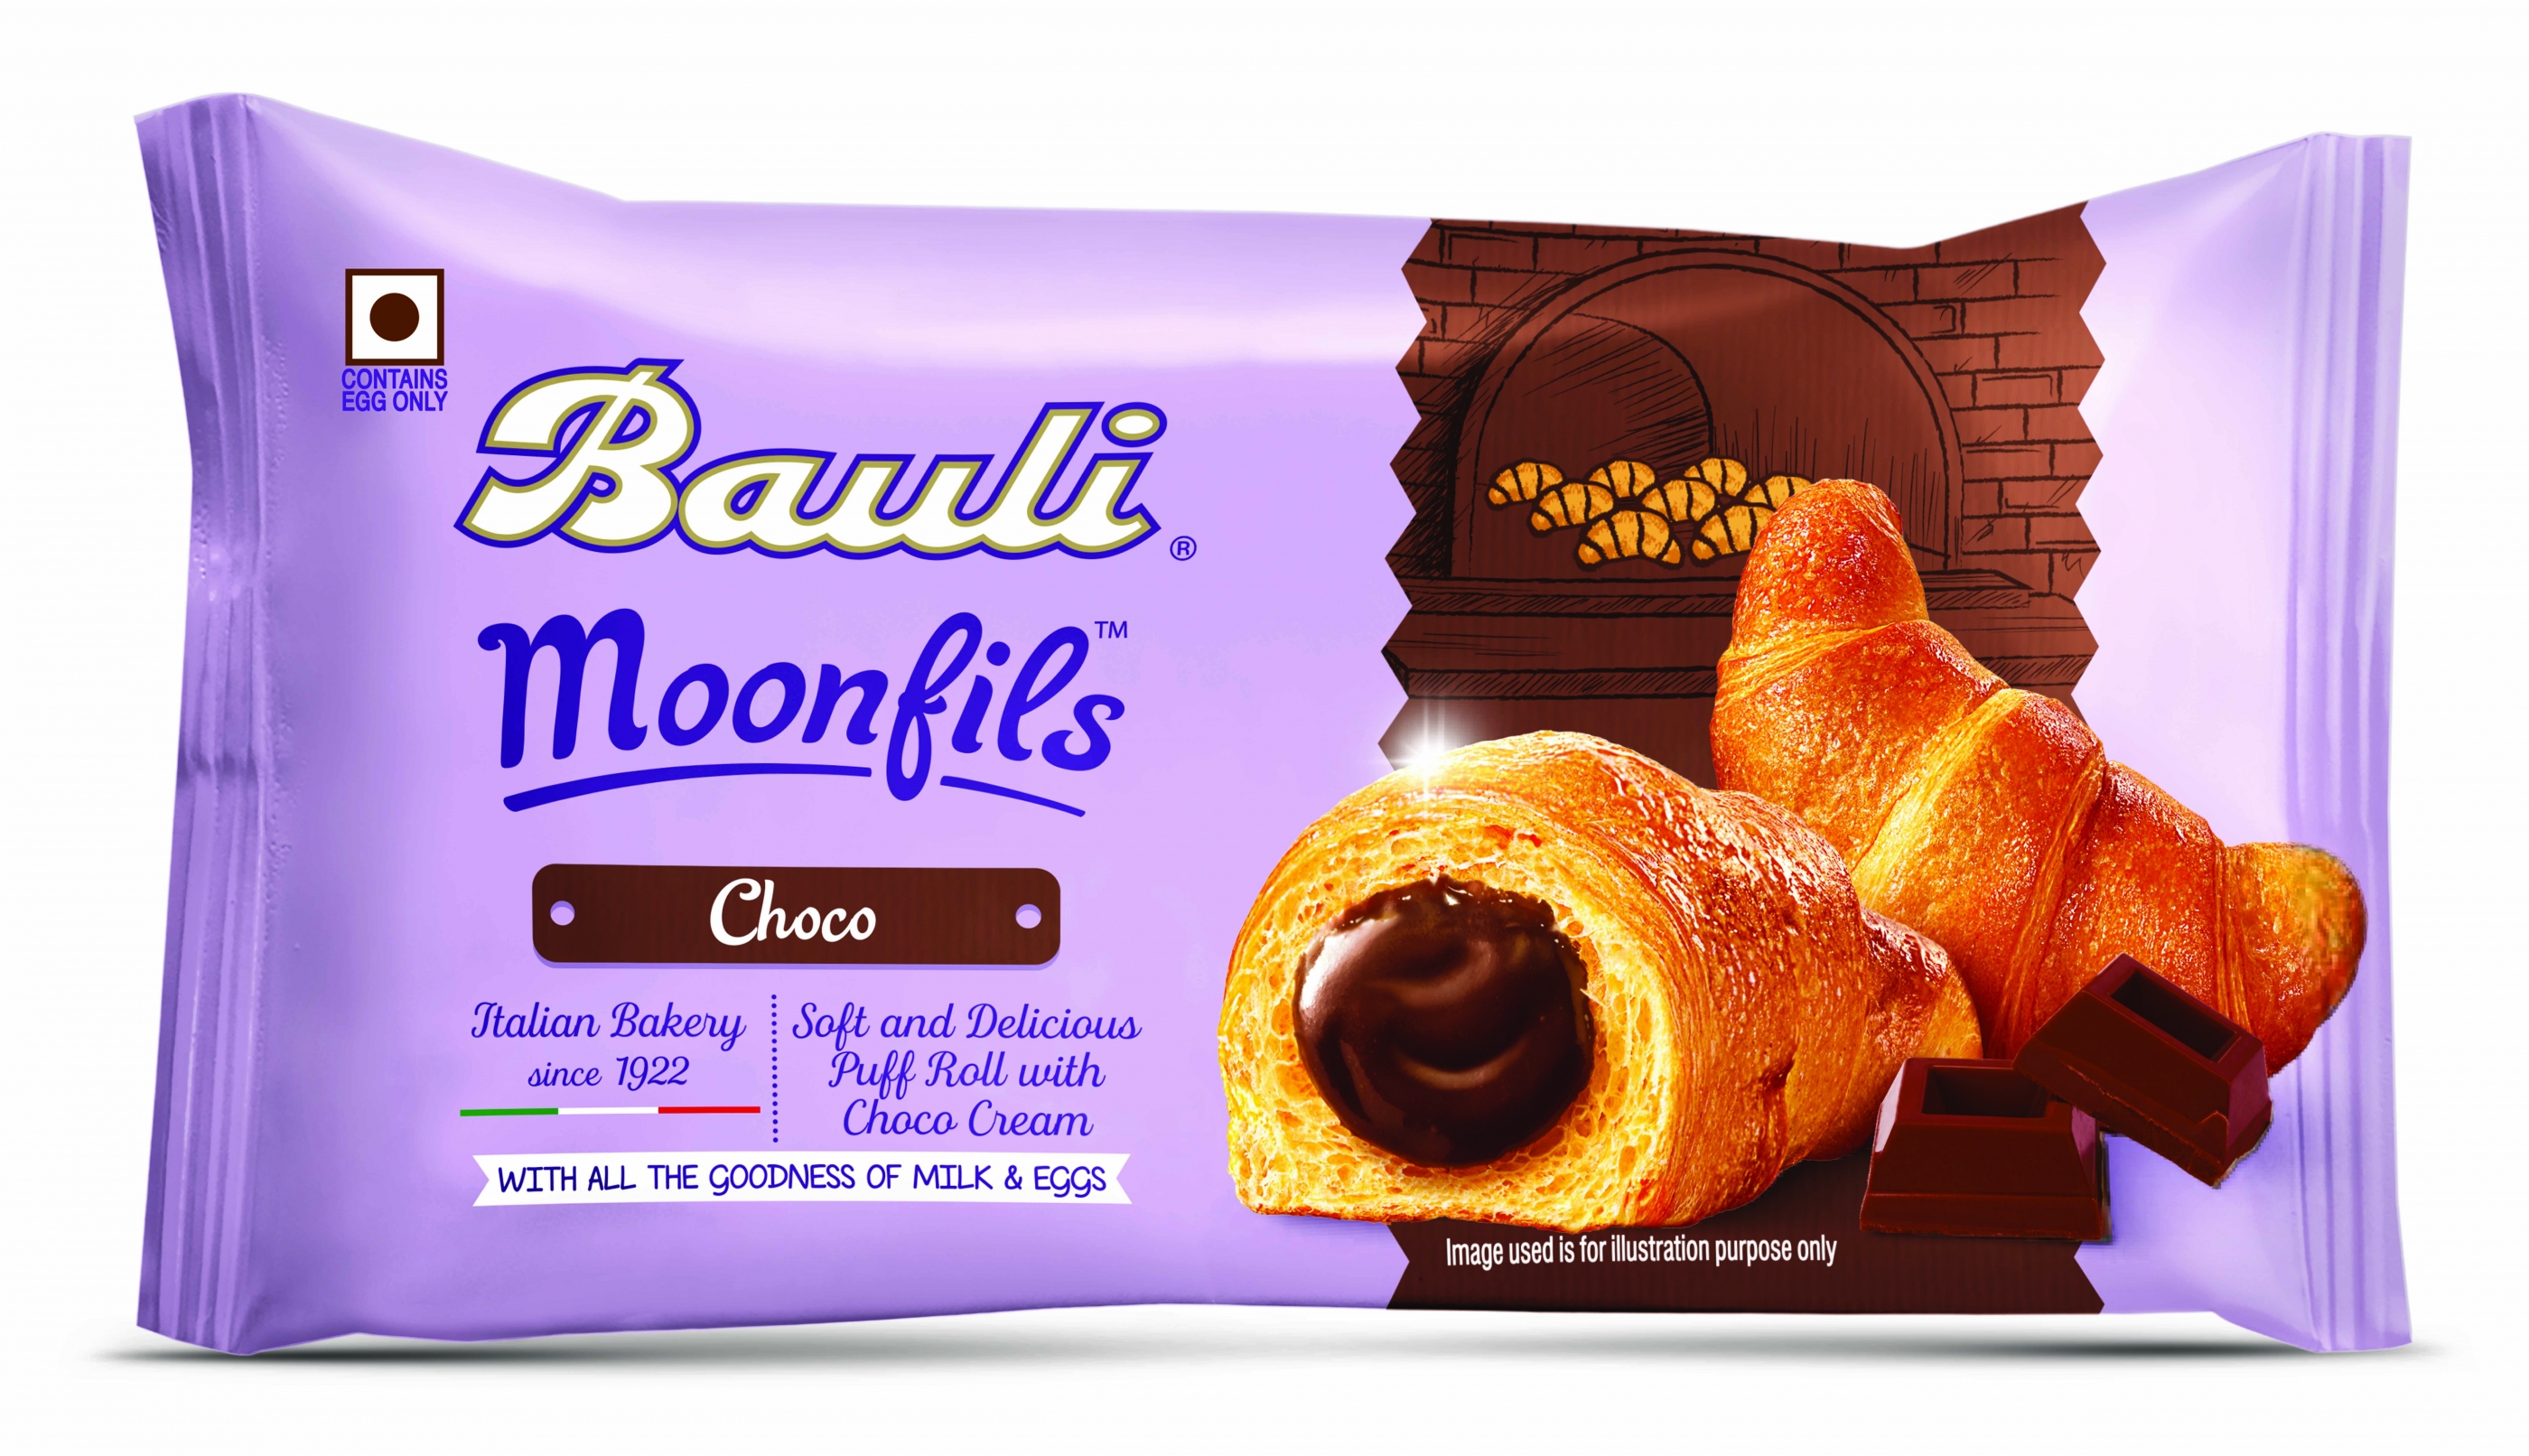 CONTAINS
EGG ONLY
Bauli®
Moonfils™
Choco
Italian Bakery
since 1922
Soft and Delicious
Puff Roll with
Choco Cream
WITH ALL THE GOODNESS OF MILK & EGGS
Image used is for illustration purpose only